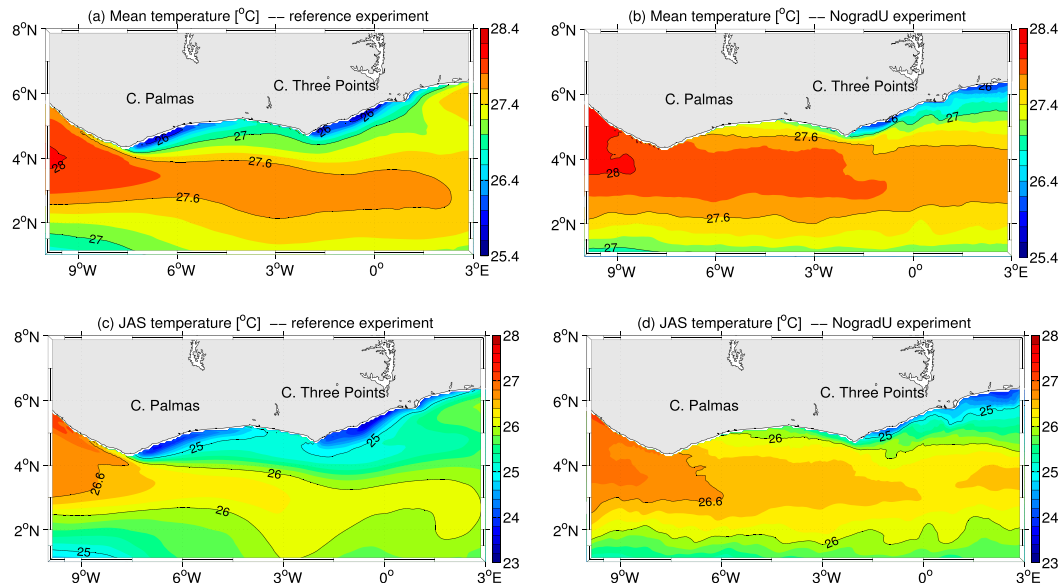 (a) Mean temperature [°C] −− reference experiment
8°N
6°N
4°N
2°N
C. Palmas
C. Three Points
26
27
26
26
27.6
28
27.6
27
9°W
6°W
3°W
0°
3°E
28.4
27.4
26.4
25.4
(b) Mean temperature [°C] −− NogradU experiment
8°N
6°N
4°N
2°N
C. Palmas
C. Three Points
26
6
27
27.6
28
27.6
27
9°W
6°W
3°W
0°
3°E
28.4
27.4
26.4
25.4
(c) JAS temperature [°C] −− reference experiment
8°N
6°N
4°N
2°N
C. Palmas
C. Three Points
25
25
26
26.6
26
25
9°W
6°W
3°W
0°
3°E
28
27
26
25
24
23
(d) JAS temperature [°C] −− NogradU experiment
8°N
6°N
4°N
2°N
C. Palmas
C. Three Points
25
26
25
26.6
26
9°W
6°W
3°W
0°
3°E
28
27
26
25
24
23